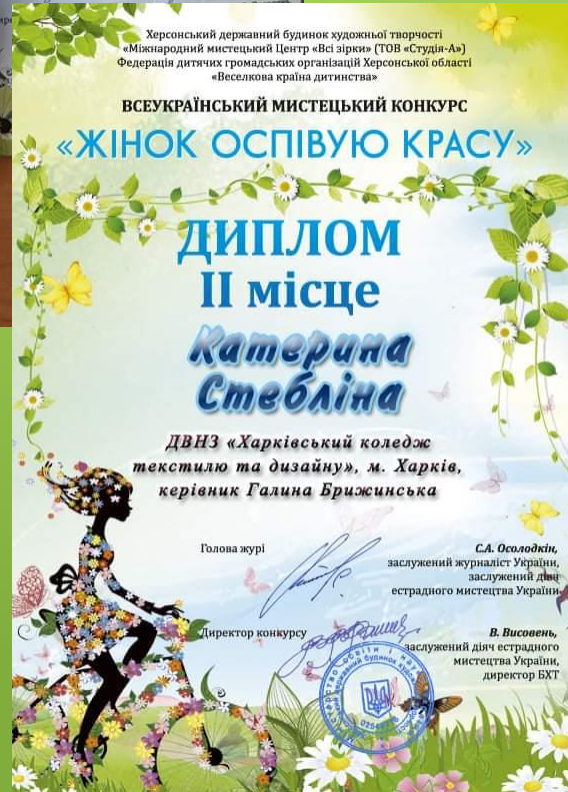 Херсонський державний будинок художньої творчості
«Міжнародний мистецький Центр «Всі зірки» (ТОВ «Студія-А»)
Федерація дитячих громадських організацій Херсонської області
«Веселкова країна дитинства»
ВСЕУКРАЇНСЬКИЙ МИСТЕЦЬКИЙ КОНКУРС
«ЖІНОК ОСПІВУЮ КРАСУ»
ДИПЛОМ
ІІ місце
Катерина
Стебліна
ДВНЗ «Харківський коледж
текстилю та дизайну», м. Харків,
керівник Галина Брижинська
Голова журі
С.А. Осолодкін,
заслужений журналіст України,
заслужений діяч
естрадного мистецтва України
Директор конкурсу
В. Висовень,
заслужений діяч естрадного
мистецтва України,
директор БХТ